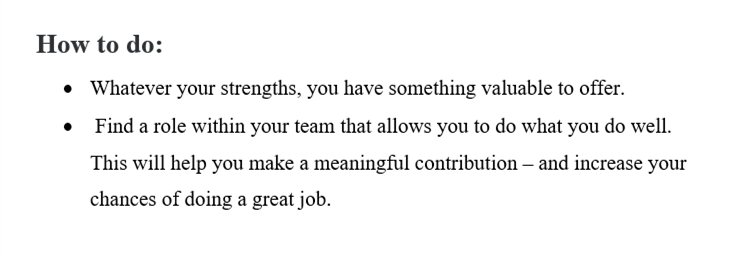 How to do:
• Whatever your strengths, you have something valuable to offer.
• Find a role within your team that allows you to do what you do well.
This will help you make a meaningful contribution – and increase your
chances of doing a great job.